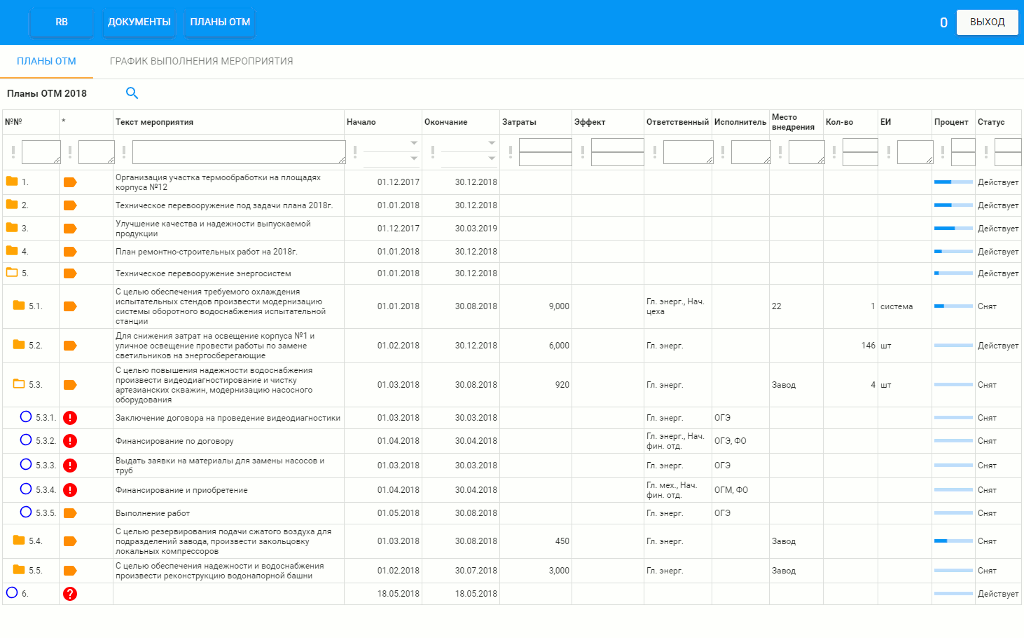 RB ДОКУМЕНТЫ ПЛАНЫ ОТМ 0 ВЫХОД
ПЛАНЫ ОТМ ГРАФИК ВЫПОЛНЕНИЯ МЕРОПРИЯТИЯ
Планы ОТМ 2018
№№ * Текст мероприятия Начало Окончание Затраты Эффект Ответственный Исполнитель Место внедрения Кол-во ЕИ Процент Статус
1. Организация участка термообработки на площадях 01.12.2017 30.12.2018 Действует
корпуса №12
2. Техническое перевооружение под задачи плана 2018г. 01.01.2018 30.12.2018 Действует
3. Улучшение качества и надежности выпускаемой 01.12.2017 30.03.2019 Действует
продукции
4. План ремонтно-строительных работ на 2018г. 01.01.2018 30.12.2018 Действует
5. Техническое перевооружение энергосистем 01.01.2018 30.12.2018 Действует
С целью обеспечения требуемого охлаждения
испытательных стендов произвести модернизацию
5.1. системы оборотного водоснабжения испытательной 01.01.2018 30.08.2018 9,000 Гл. энерг., Нач. цеха 22 1 система Снят
станции
Для снижения затрат на освещение корпуса №1 и
5.2. уличное освещение провести работы по замене 01.02.2018 30.12.2018 6,000 Гл. энерг. 146 шт Действует
светильников на энергосберегающие
С целью повышения надежности водоснабжения
произвести видеодиагностирование и чистку
5.3. артезианских скважин, модернизацию насосного 01.03.2018 30.08.2018 920 Гл. энерг. Завод 4 шт Снят
оборудования
5.3.1. Заключение договора на проведение видеодиагностики 01.03.2018 30.03.2018 Гл. энерг. ОГЭ Снят
5.3.2. Финансирование по договору 01.04.2018 30.04.2018 Гл. энерг., Нач. фин. отд. ОГЭ, ФО Снят
5.3.3. Выдать заявки на материалы для замены насосов и 01.03.2018 30.03.2018 Гл. энерг. ОГЭ Снят
труб
5.3.4. Финансирование и приобретение 01.04.2018 30.04.2018 Гл. мех., Нач. фин. отд. ОГМ, ФО Снят
5.3.5. Выполнение работ 01.05.2018 30.08.2018 Гл. энерг. ОГЭ Снят
С целью резервирования подачи сжатого воздуха для
5.4. подразделений завода, произвести закольцовку 01.03.2018 30.08.2018 450 Гл. энерг. Завод Снят
локальных компрессоров
5.5. С целью обеспечения надежности и водоснабжения 01.02.2018 30.07.2018 3,000 Гл. энерг. Завод Снят
произвести реконструкцию водонапорной башни
6. 18.05.2018 18.05.2018 Действует